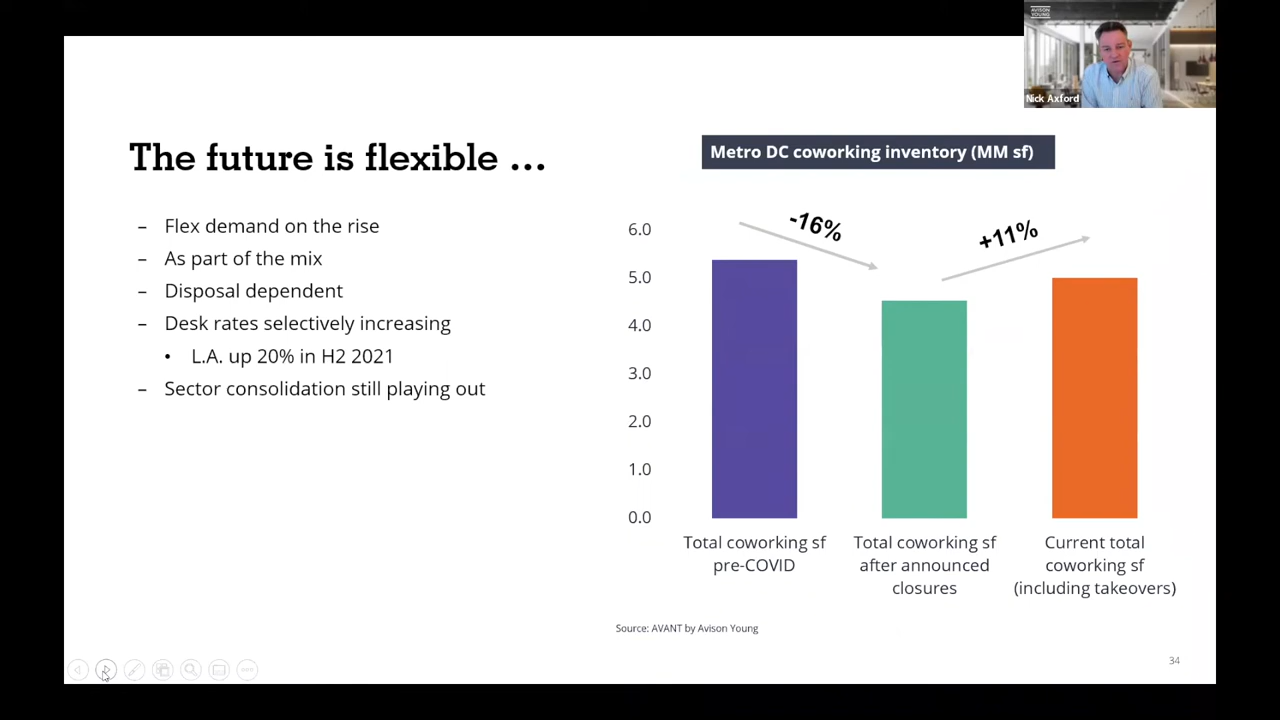 AVISON
YOUNG
Nick Axford
The future is flexible ...
– Flex demand on the rise
– As part of the mix
– Disposal dependent
– Desk rates selectively increasing
• L.A. up 20% in H2 2021
– Sector consolidation still playing out
Metro DC coworking inventory (MM sf)
-16%
+11%
6.0
5.0
4.0
3.0
2.0
1.0
0.0
Total coworking sf
pre-COVID
Total coworking sf
after announced
closures
Current total
coworking sf
(including takeovers)
Source: AVANT by Avison Young
34